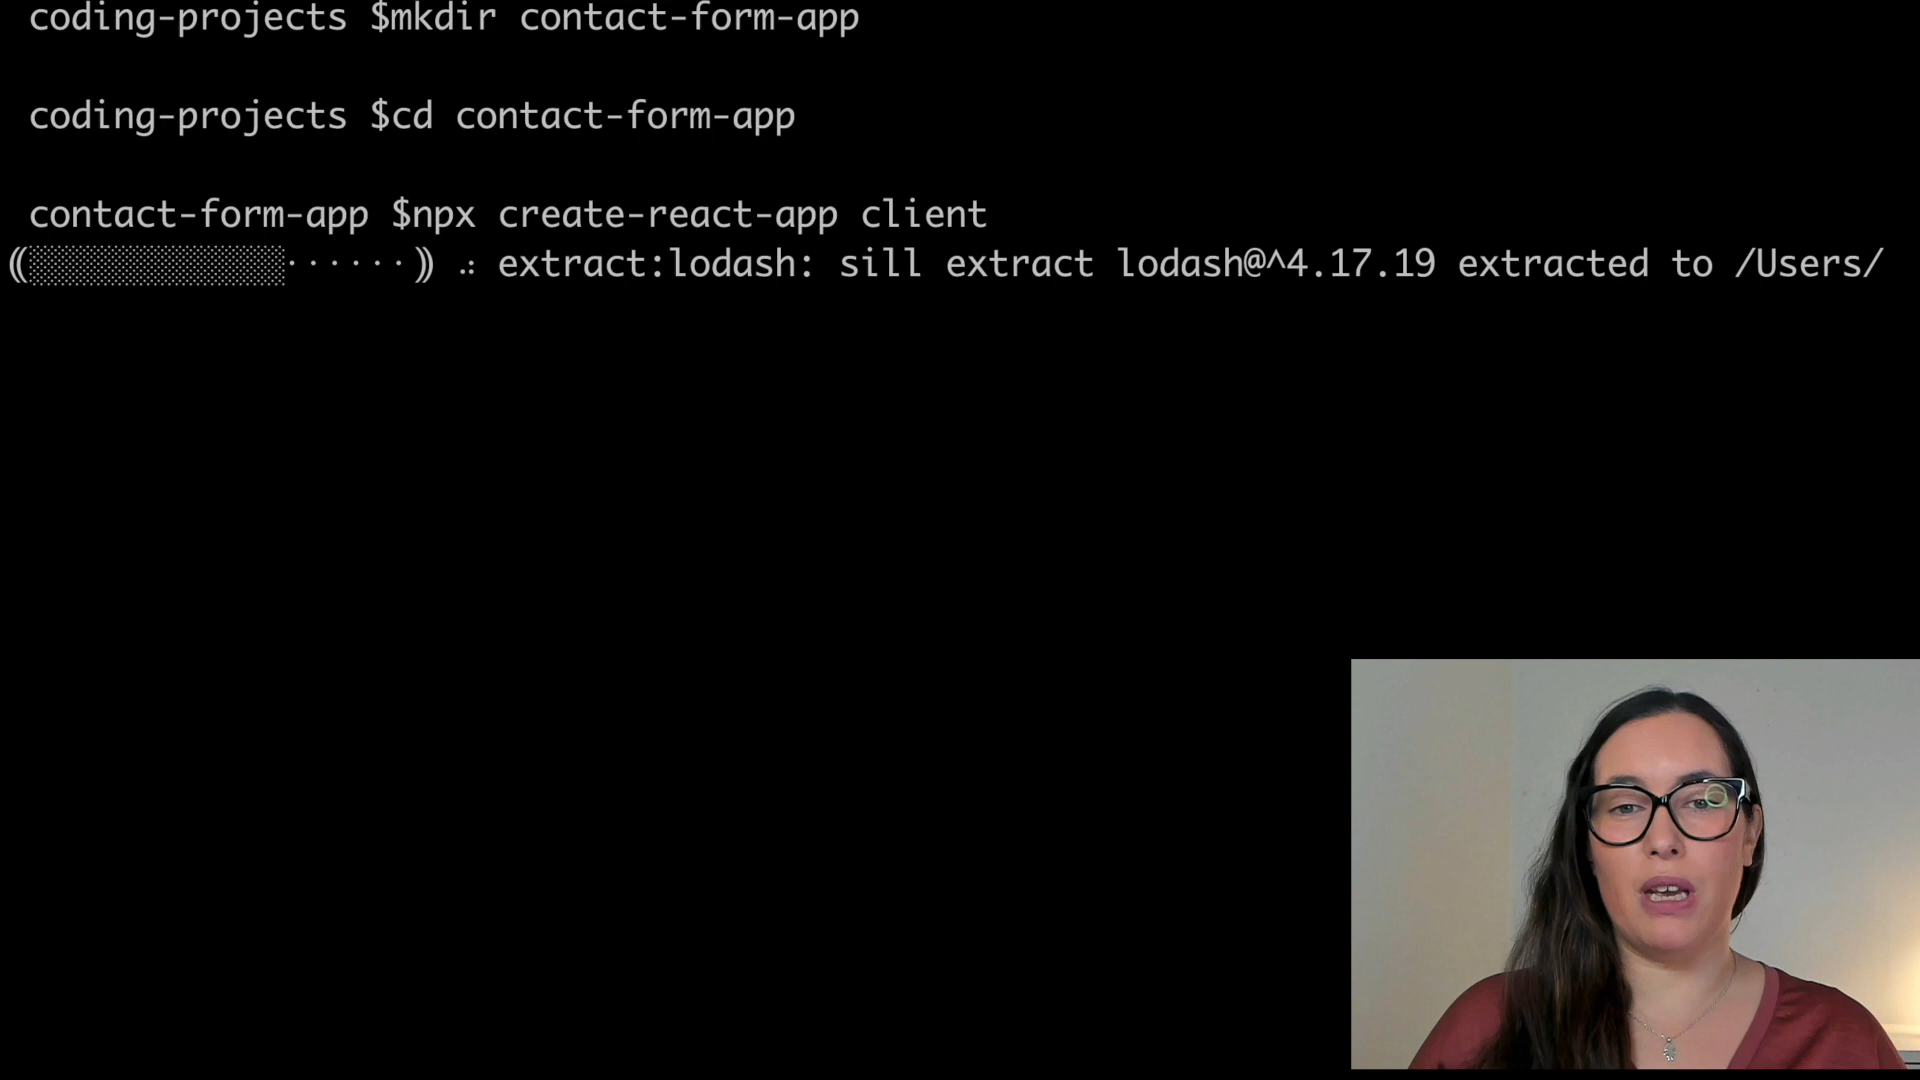 coding-projects $mkdir contact-form-app
coding-projects $cd contact-form-app
contact-form-app $npx create-react-app client
(░░░░░░░░░░░░······) ⠴ extract:lodash: sill extract lodash@^4.17.19 extracted to /Users/